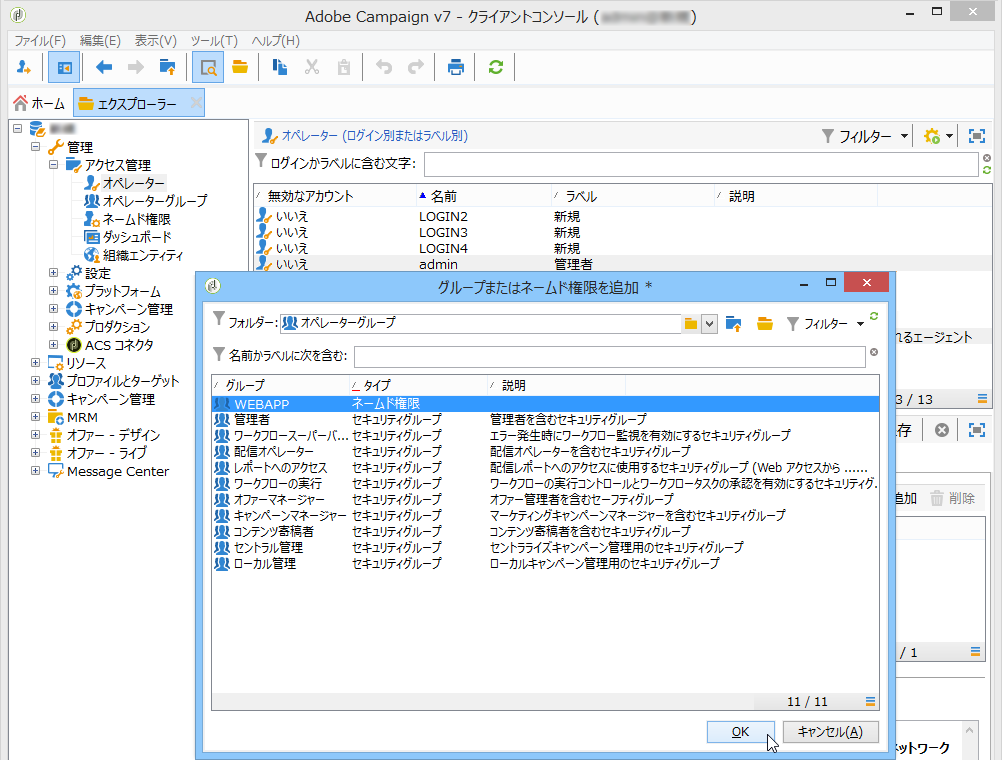 Adobe Campaign v7 - クライアントコンソール (
ファイル(F) 編集(E) 表示(V) ツール(T) ヘルプ(H)
ホーム エクスプローラー
管理
アクセス管理
オペレーター
オペレーターグループ
ネームド権限
ダッシュボード
組織エンティティ
設定
プラットフォーム
キャンペーン管理
プロダクション
ACS コネクタ
リソース
プロファイルとターゲット
キャンペーン管理
MRM
オファー - デザイン
オファー - ライブ
Message Center
オペレーター (ログイン別またはラベル別) フィルター
ログインかラベルに含む文字:
無効なアカウント 名前 ラベル 説明
いいえ LOGIN2 新規
いいえ LOGIN3 新規
いいえ LOGIN4 新規
いいえ admin 管理者
れるエージェント
3 / 13
存
追加 削除
/ 1
ットワーク
グループまたはネームド権限を追加 *
フォルダー: オペレーターグループ フィルター
名前かラベルに次を含む:
グループ タイプ 説明
WEBAPP ネームド権限
管理者 セキュリティグループ 管理者を含むセキュリティグループ
ワークフロースーパーバ... セキュリティグループ エラー発生時にワークフロー監視を有効にするセキュリティグループ
配信オペレーター セキュリティグループ 配信オペレーターを含むセキュリティグループ
レポートへのアクセス セキュリティグループ 配信レポートへのアクセスに使用するセキュリティグループ (Web アクセスから ......
ワークフローの実行 セキュリティグループ ワークフローの実行コントロールとワークフロータスクの承認を有効にするセキュリティグ.
オファーマネージャー セキュリティグループ オファー管理者を含むセーフティグループ
キャンペーンマネージャー セキュリティグループ マーケティングキャンペーンマネージャーを含むセキュリティグループ
コンテンツ寄稿者 セキュリティグループ コンテンツ寄稿者を含むセキュリティグループ
セントラル管理 セキュリティグループ セントラライズキャンペーン管理用のセキュリティグループ
ローカル管理 セキュリティグループ ローカルキャンペーン管理用のセキュリティグループ
11 / 11
OK キャンセル(A)